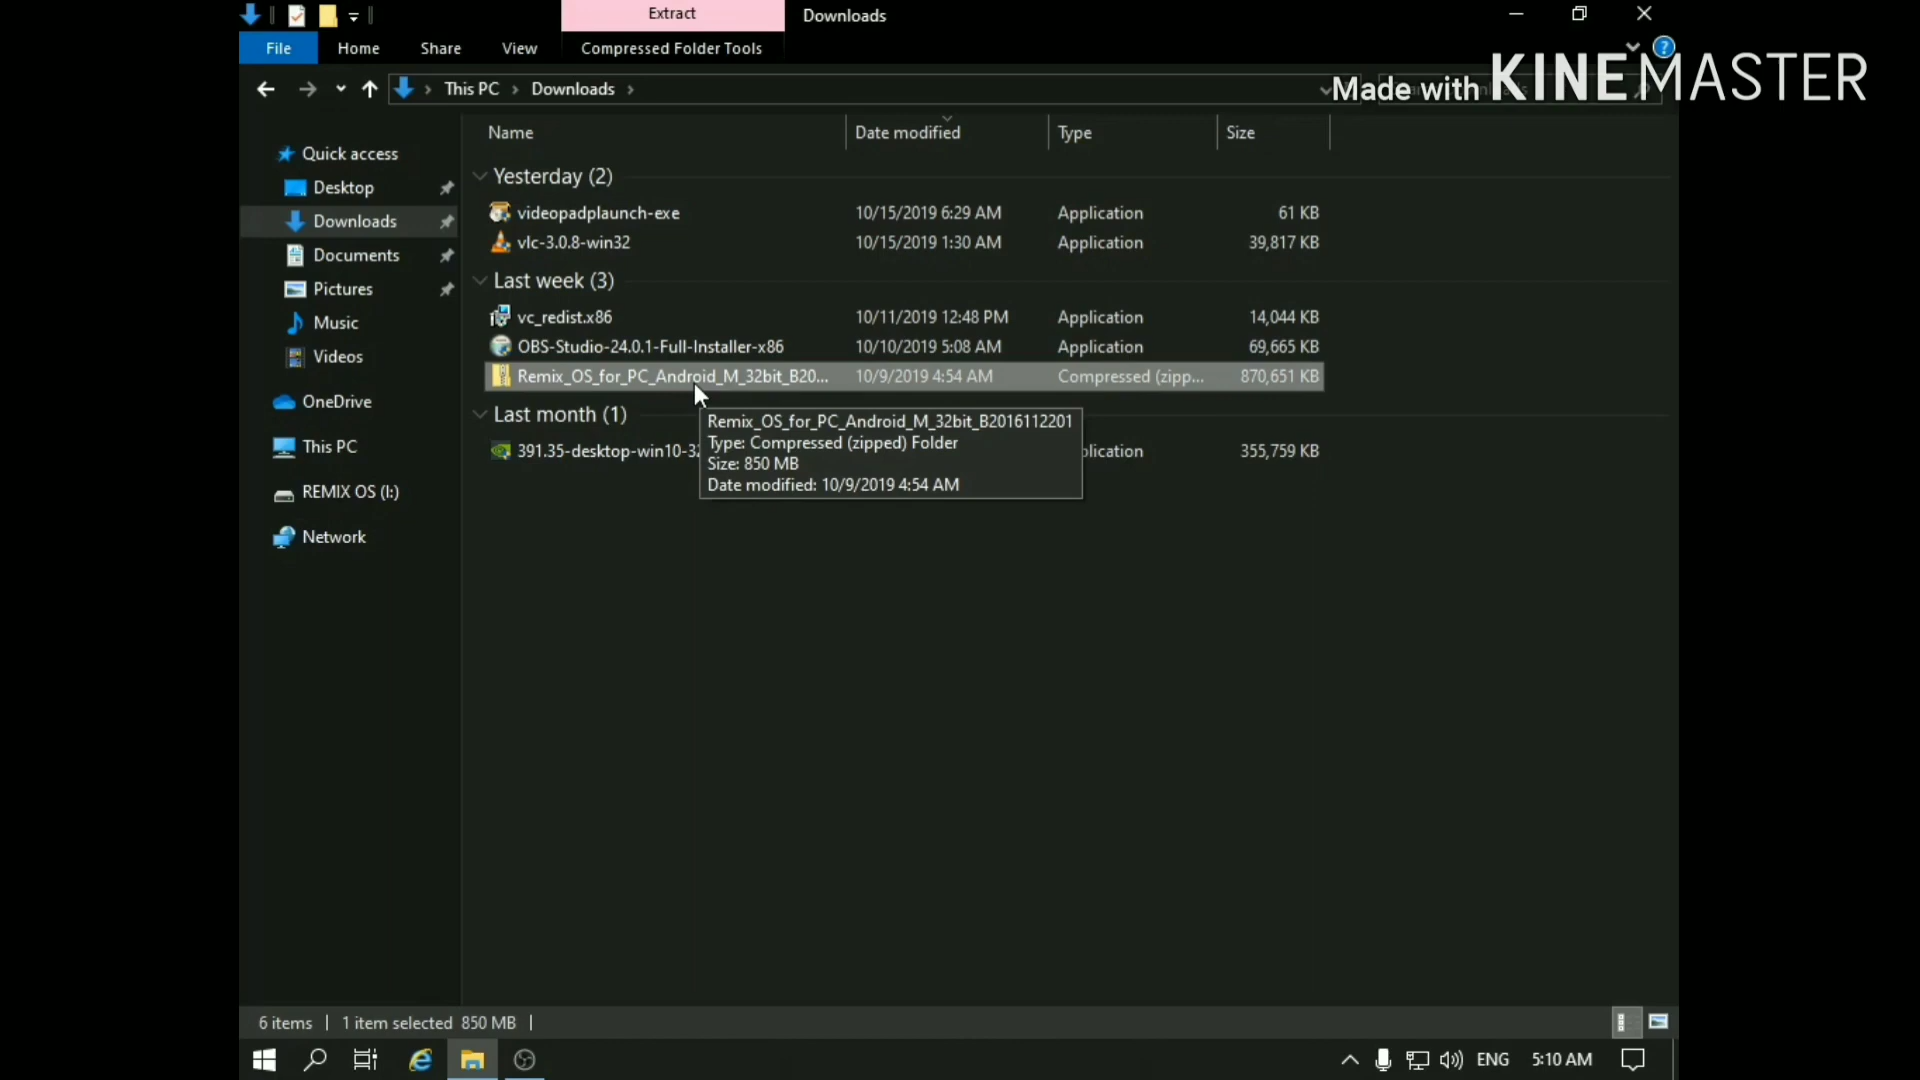 Extract
Downloads
File Home Share View Compressed Folder Tools
Made with KINEMASTER
This PC Downloads
Name Date modified Type Size
Quick access
Desktop
Downloads
Documents
Pictures
Music
Videos
OneDrive
This PC
REMIX OS (I:)
Network
Yesterday (2)
videopadplaunch-exe 10/15/2019 6:29 AM Application 61 KB
vlc-3.0.8-win32 10/15/2019 1:30 AM Application 39,817 KB
Last week (3)
vc_redist.x86 10/11/2019 12:48 PM Application 14,044 KB
OBS-Studio-24.0.1-Full-Installer-x86 10/10/2019 5:08 AM Application 69,665 KB
Remix_OS_for_PC_Android_M_32bit_B20... 10/9/2019 4:54 AM Compressed (zipp... 870,651 KB
Last month (1)
391.35-desktop-win10-32 plication 355,759 KB
Remix_OS_for_PC_Android_M_32bit_B2016112201
Type: Compressed (zipped) Folder
Size: 850 MB
Date modified: 10/9/2019 4:54 AM
6 items 1 item selected 850 MB
ENG 5:10 AM